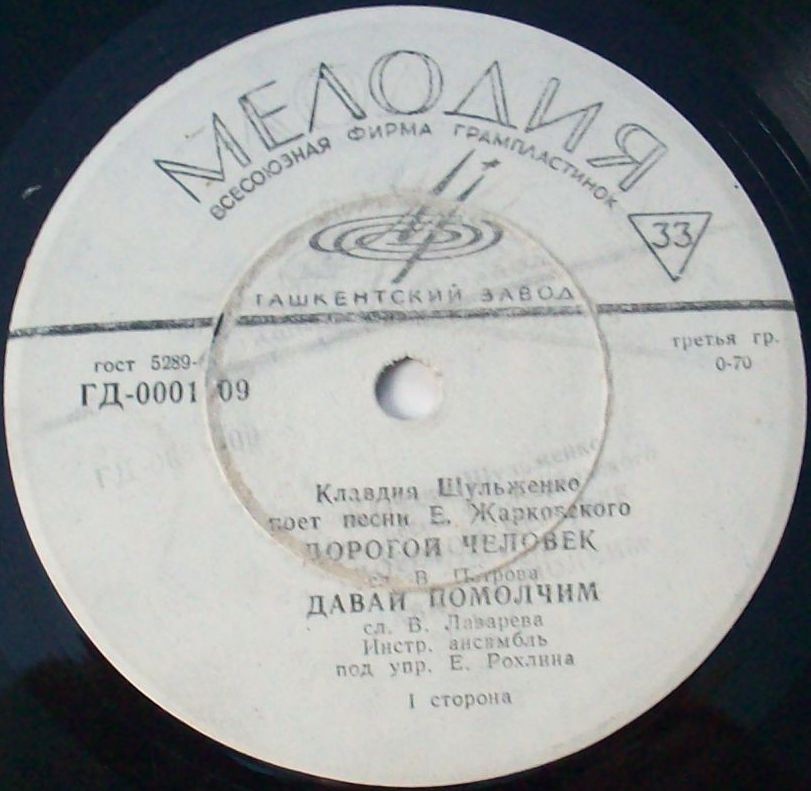 МЕЛОДИЯ
ВСЕСОЮЗНАЯ ФИРМА ГРАМПЛАСТИНОК
33
ТАШКЕНТСКИЙ ЗАВОД
гост 5289-
третья гр.
ГД-0001 09
0-70
Клавдия Шульженко
поет песни Е. Жарковского
ДОРОГОЙ ЧЕЛОВЕК
сл. В. Петрова
ДАВАЙ ПОМОЛЧИМ
сл. В. Лазарева
Инстр. ансамбль
под упр. Е. Рохлина
I сторона